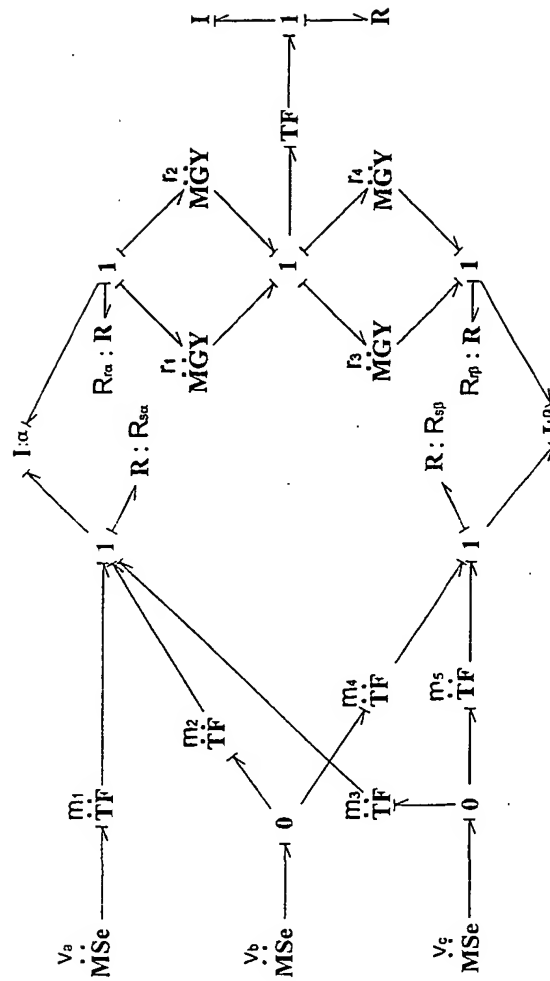 I
1
R
TF
r₂
MGY
r₄
MGY
1
1
1
r₁
MGY
r₃
MGY
Rrα : R
Rrβ : R
I:α
R : Rsα
R : Rsβ
1
1
m₂
TF
m₄
TF
m₅
TF
m₁
TF
m₃
TF
0
0
va
MSe
vb
MSe
vc
MSe